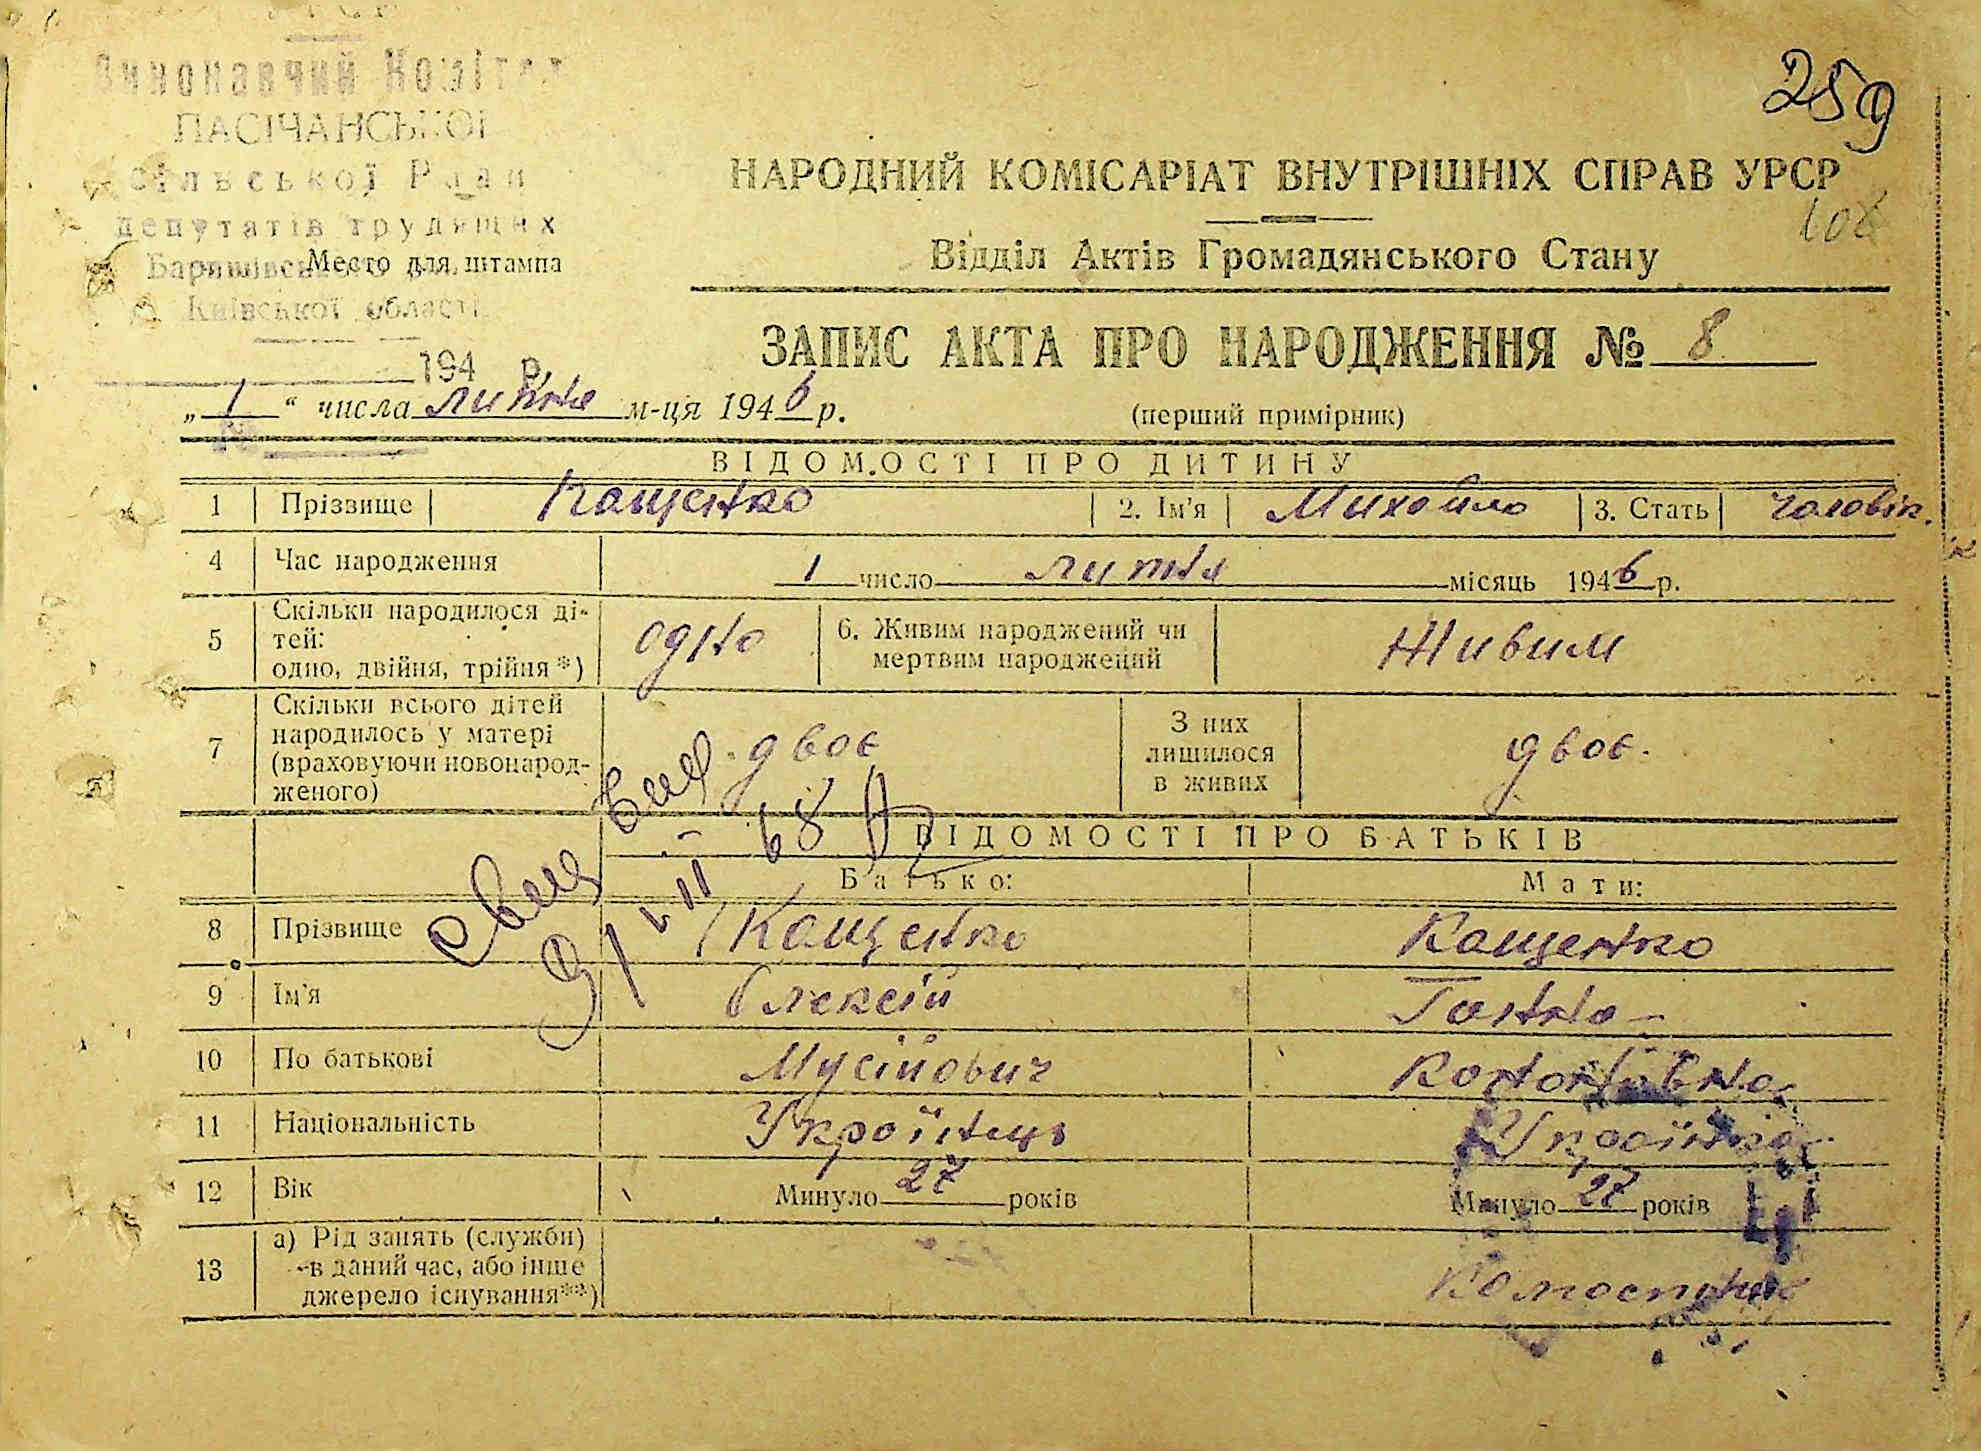 259
Виконавчий Комітет
ПАСІЧАНСЬКОЇ
сільської Ради
депутатів трудящих
Київської області
Место для штампа
194 р.
НАРОДНИЙ КОМІСАРІАТ ВНУТРІШНІХ СПРАВ УРСР
Відділ Актів Громадянського Стану
ЗАПИС АКТА ПРО НАРОДЖЕННЯ № 8
„ 1 “ числа липня м-ця 1946 р.
(перший примірник)
ВІДОМОСТІ ПРО ДИТИНУ
1 Прізвище Кащенко 2. Ім'я Михайло 3. Стать Чоловік.
4 Час народження 1 число липня місяць 1946 р.
5 Скільки народилося ді-
тей:
одно, двійня, трійня *) одно 6. Живим народжений чи
мертвим народжений Живим
7 Скільки всього дітей
народилось у матері
(враховуючи новонарод-
женого) двоє З них
лишилося
в живих двоє.
ВІДОМОСТІ ПРО БАТЬКІВ
Батько: Мати:
8 Прізвище Кащенко Кащенко
9 Ім'я Олексій Ганна
10 По батькові Мусійович
11 Національність Українець Українка
12 Вік Минуло 27 років Минуло 27 років
13 а) Рід занять (служби)
в даний час, або інше
джерело існування**) Колгоспниця